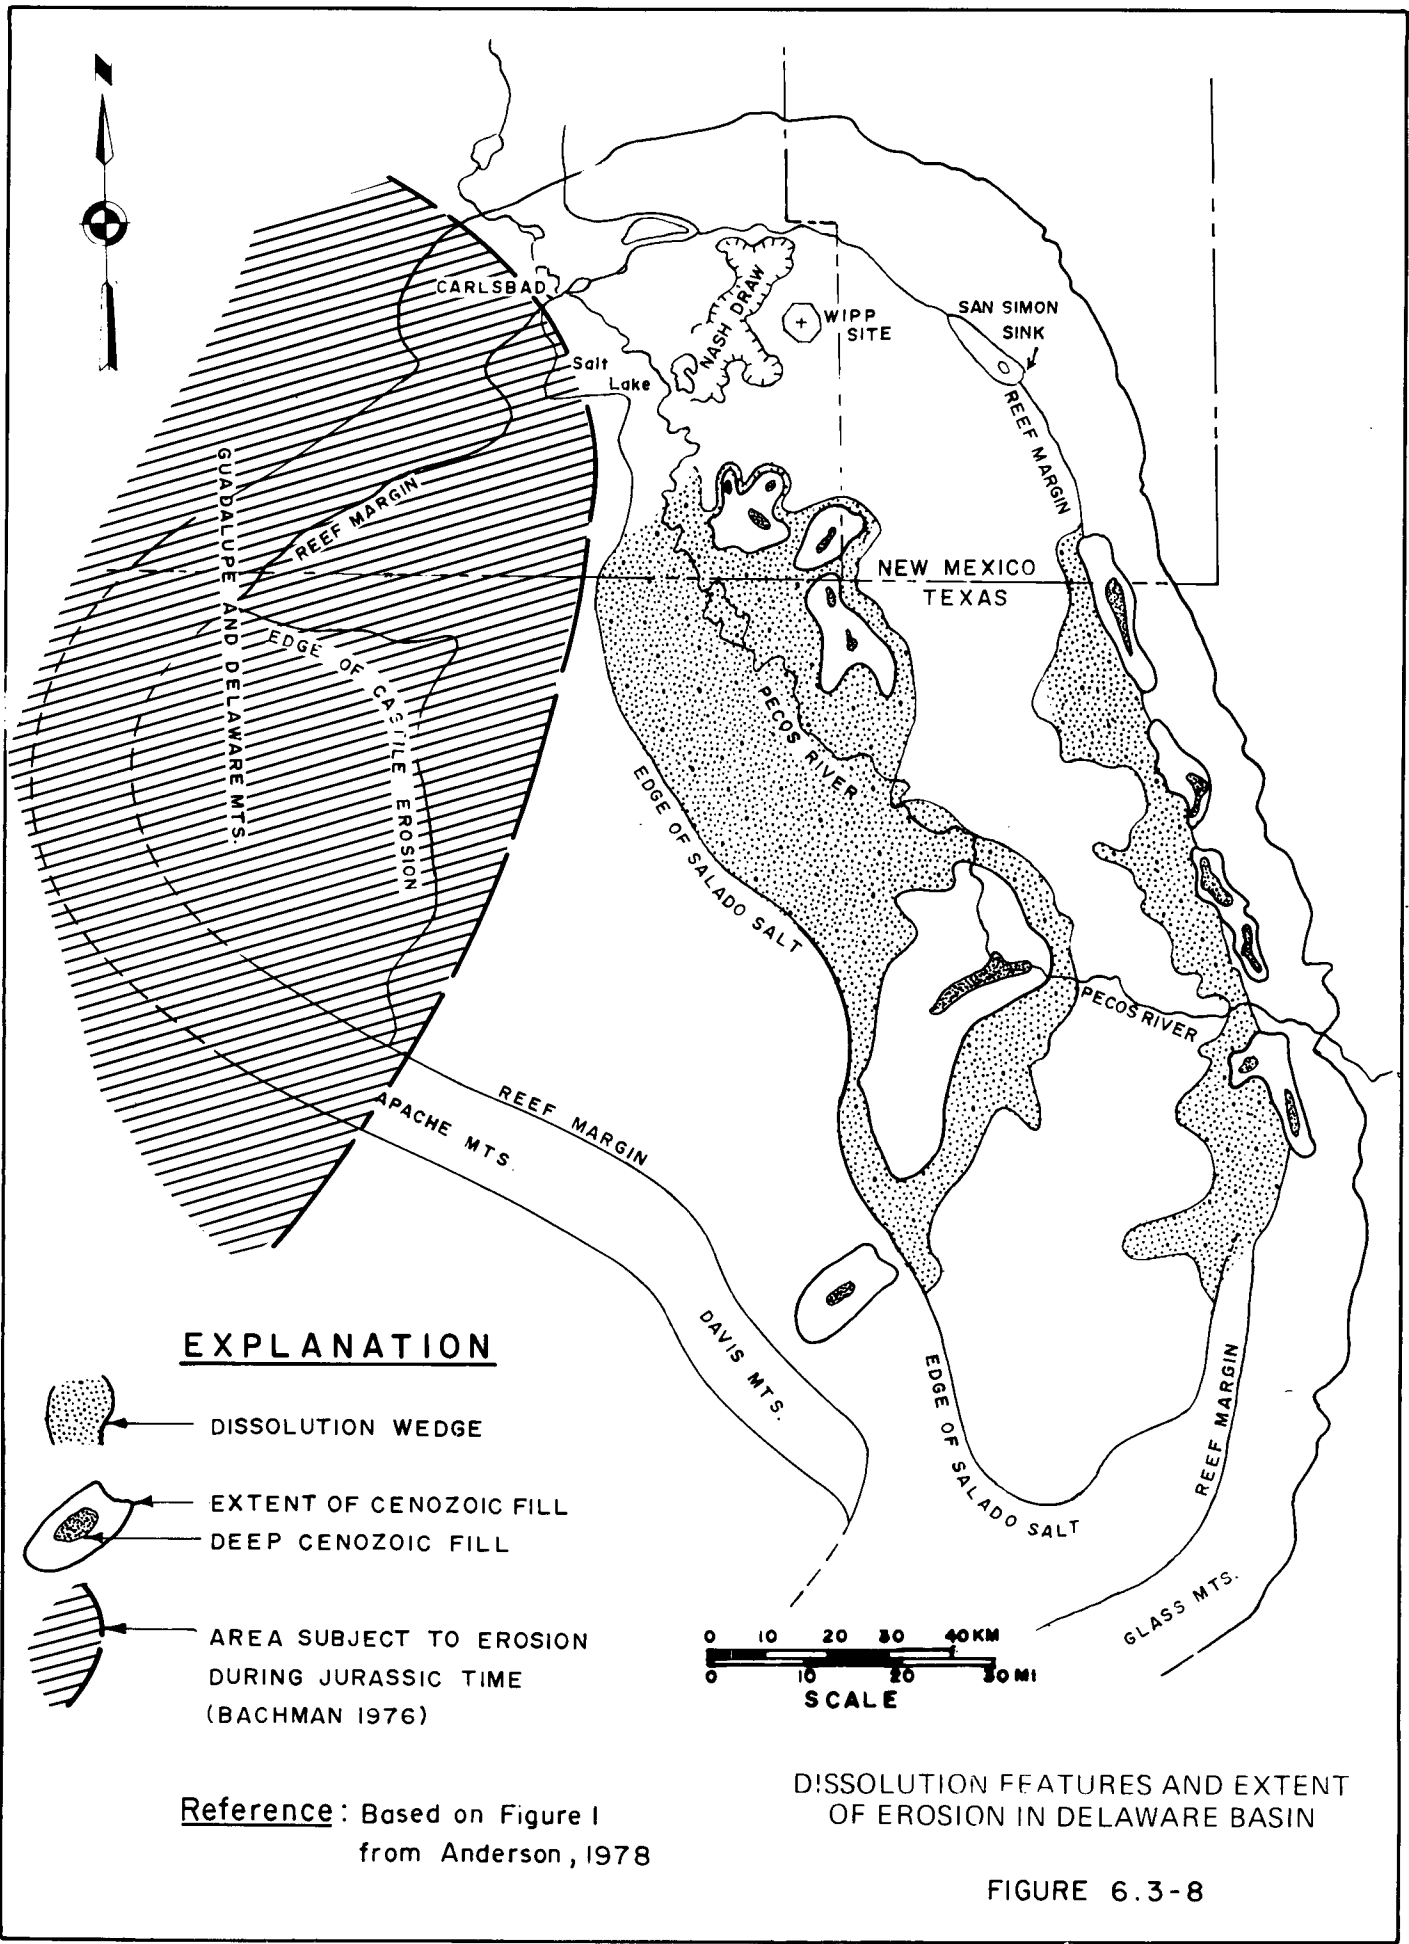 N
CARLSBAD
NASH DRAW
WIPP
SITE
SAN SIMON
SINK
Salt
Lake
REEF MARGIN
GUADALUPE AND DELAWARE MTS.
REEF MARGIN
NEW MEXICO
TEXAS
EDGE OF CASTILE EROSION
PECOS RIVER
EDGE OF SALADO SALT
PECOS RIVER
REEF MARGIN
APACHE MTS.
DAVIS MTS.
EDGE OF SALADO SALT
REEF MARGIN
GLASS MTS.
EXPLANATION
DISSOLUTION WEDGE
EXTENT OF CENOZOIC FILL
DEEP CENOZOIC FILL
AREA SUBJECT TO EROSION
DURING JURASSIC TIME
(BACHMAN 1976)
0 10 20 30 40 KM
0 10 20 30 MI
SCALE
Reference: Based on Figure 1
from Anderson, 1978
DISSOLUTION FEATURES AND EXTENT
OF EROSION IN DELAWARE BASIN
FIGURE 6.3-8